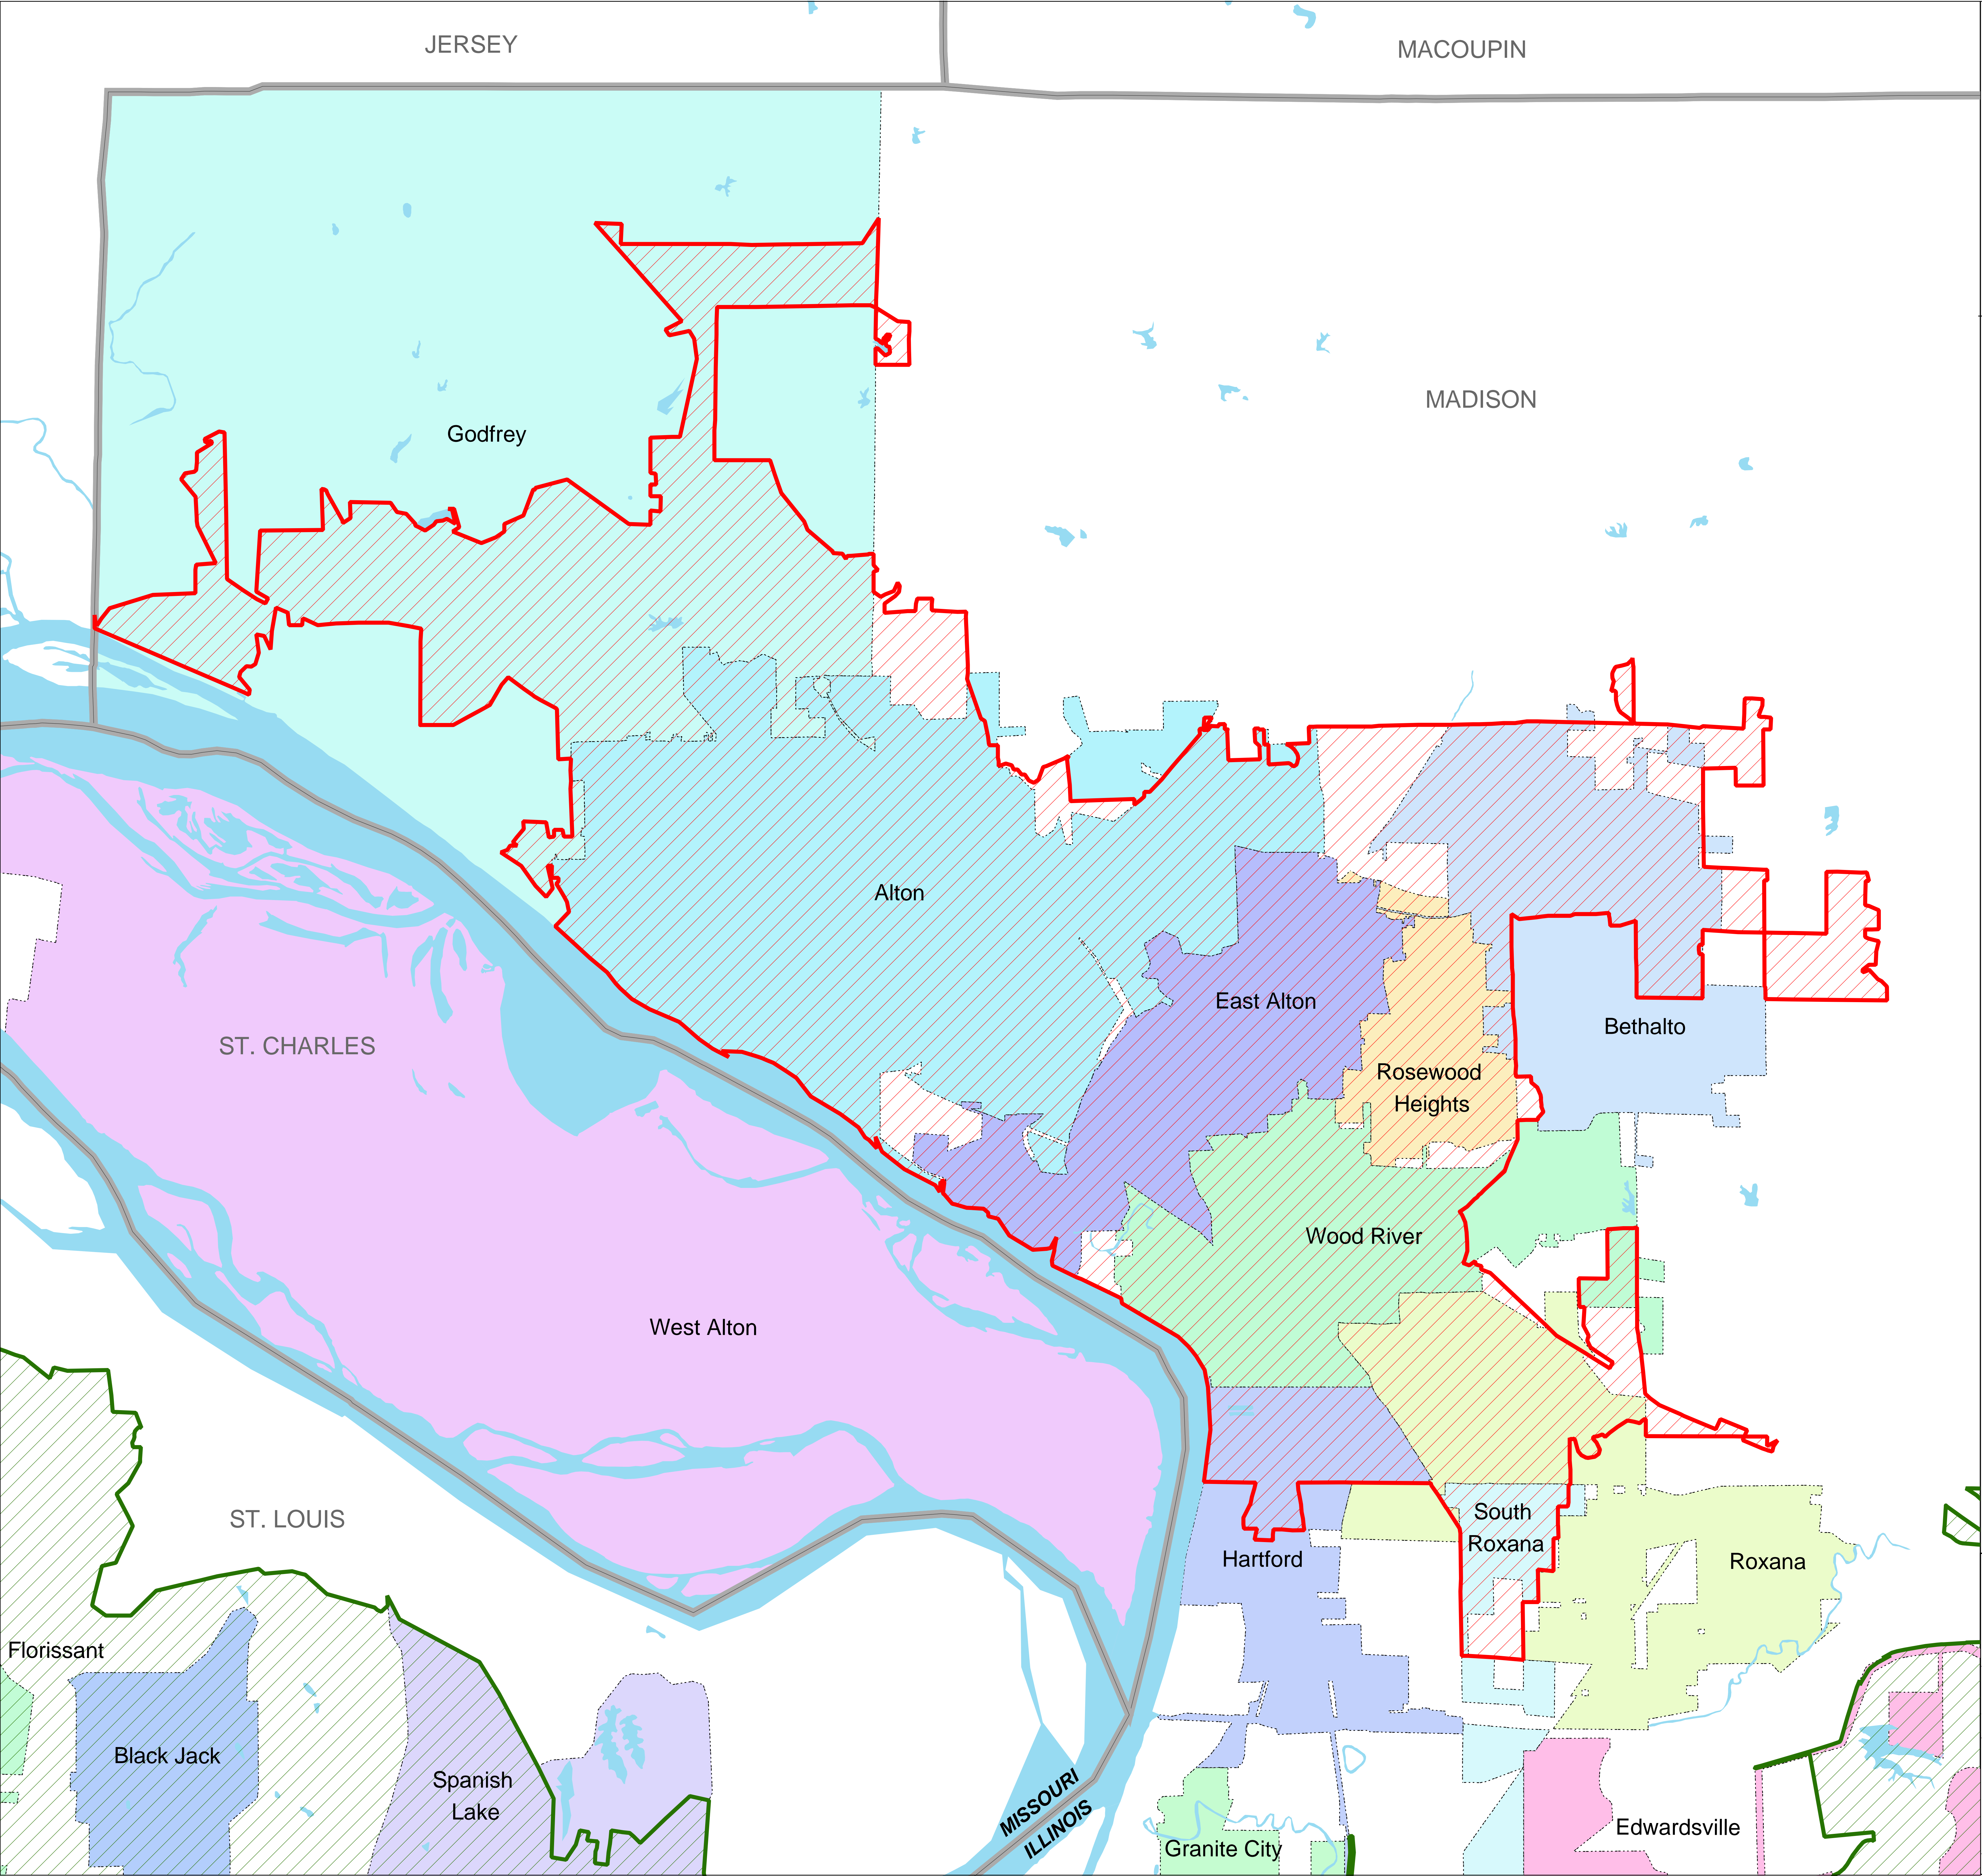 JERSEY
MACOUPIN
MADISON
Godfrey
Alton
East Alton
Bethalto
ST. CHARLES
Rosewood
Heights
Wood River
West Alton
ST. LOUIS
South
Roxana
Hartford
Roxana
Florissant
Black Jack
Spanish
Lake
MISSOURI
ILLINOIS
Edwardsville
Granite City